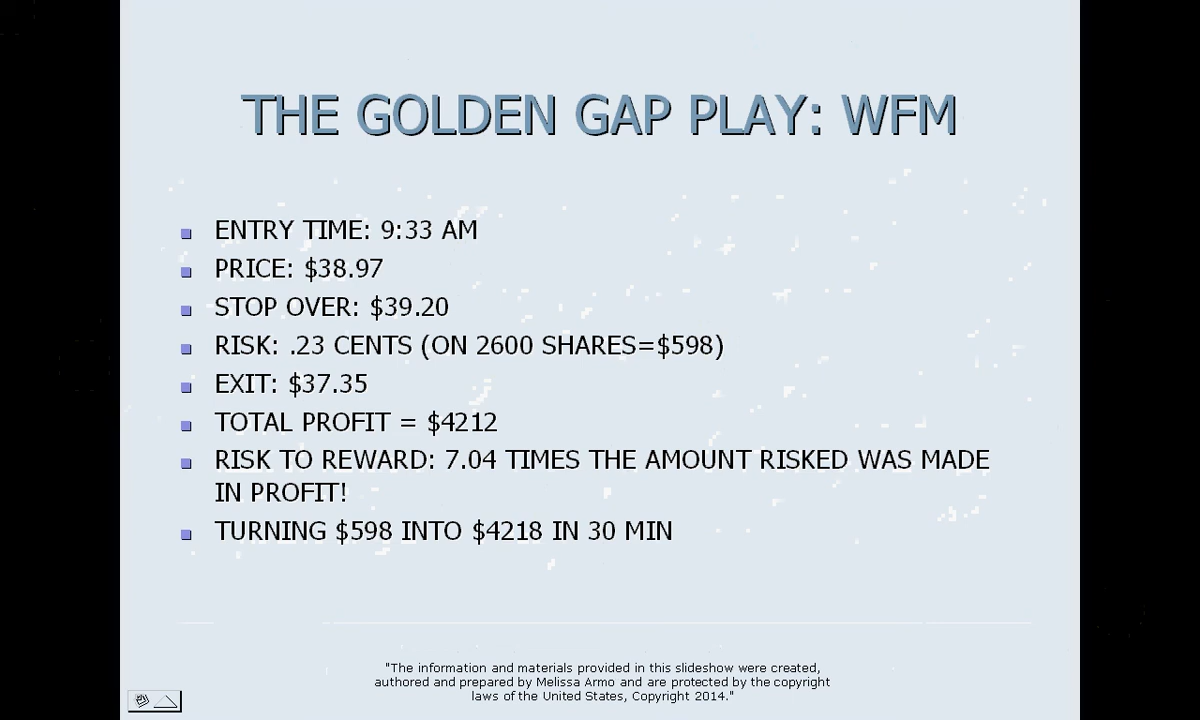 THE GOLDEN GAP PLAY: WFM
ENTRY TIME: 9:33 AM
PRICE: $38.97
STOP OVER: $39.20
RISK: .23 CENTS (ON 2600 SHARES=$598)
EXIT: $37.35
TOTAL PROFIT = $4212
RISK TO REWARD: 7.04 TIMES THE AMOUNT RISKED WAS MADE
IN PROFIT!
TURNING $598 INTO $4218 IN 30 MIN
"The information and materials provided in this slideshow were created,
authored and prepared by Melissa Armo and are protected by the copyright
laws of the United States, Copyright 2014."